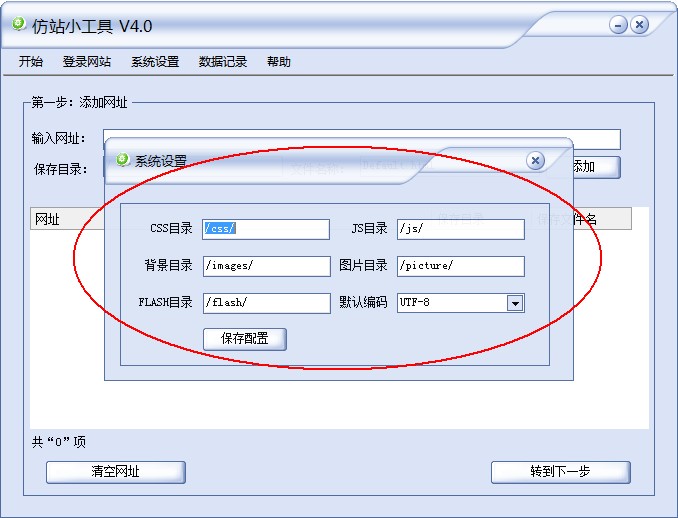 仿站小工具 V4.0
开始 登录网站 系统设置 数据记录 帮助
第一步：添加网址
输入网址：
系统设置
保存目录： 添加
网址 文件名
CSS目录 /css/ JS目录 /js/
背景目录 /images/ 图片目录 /picture/
FLASH目录 /flash/ 默认编码 UTF-8
保存配置
共“0”项
清空网址 转到下一步